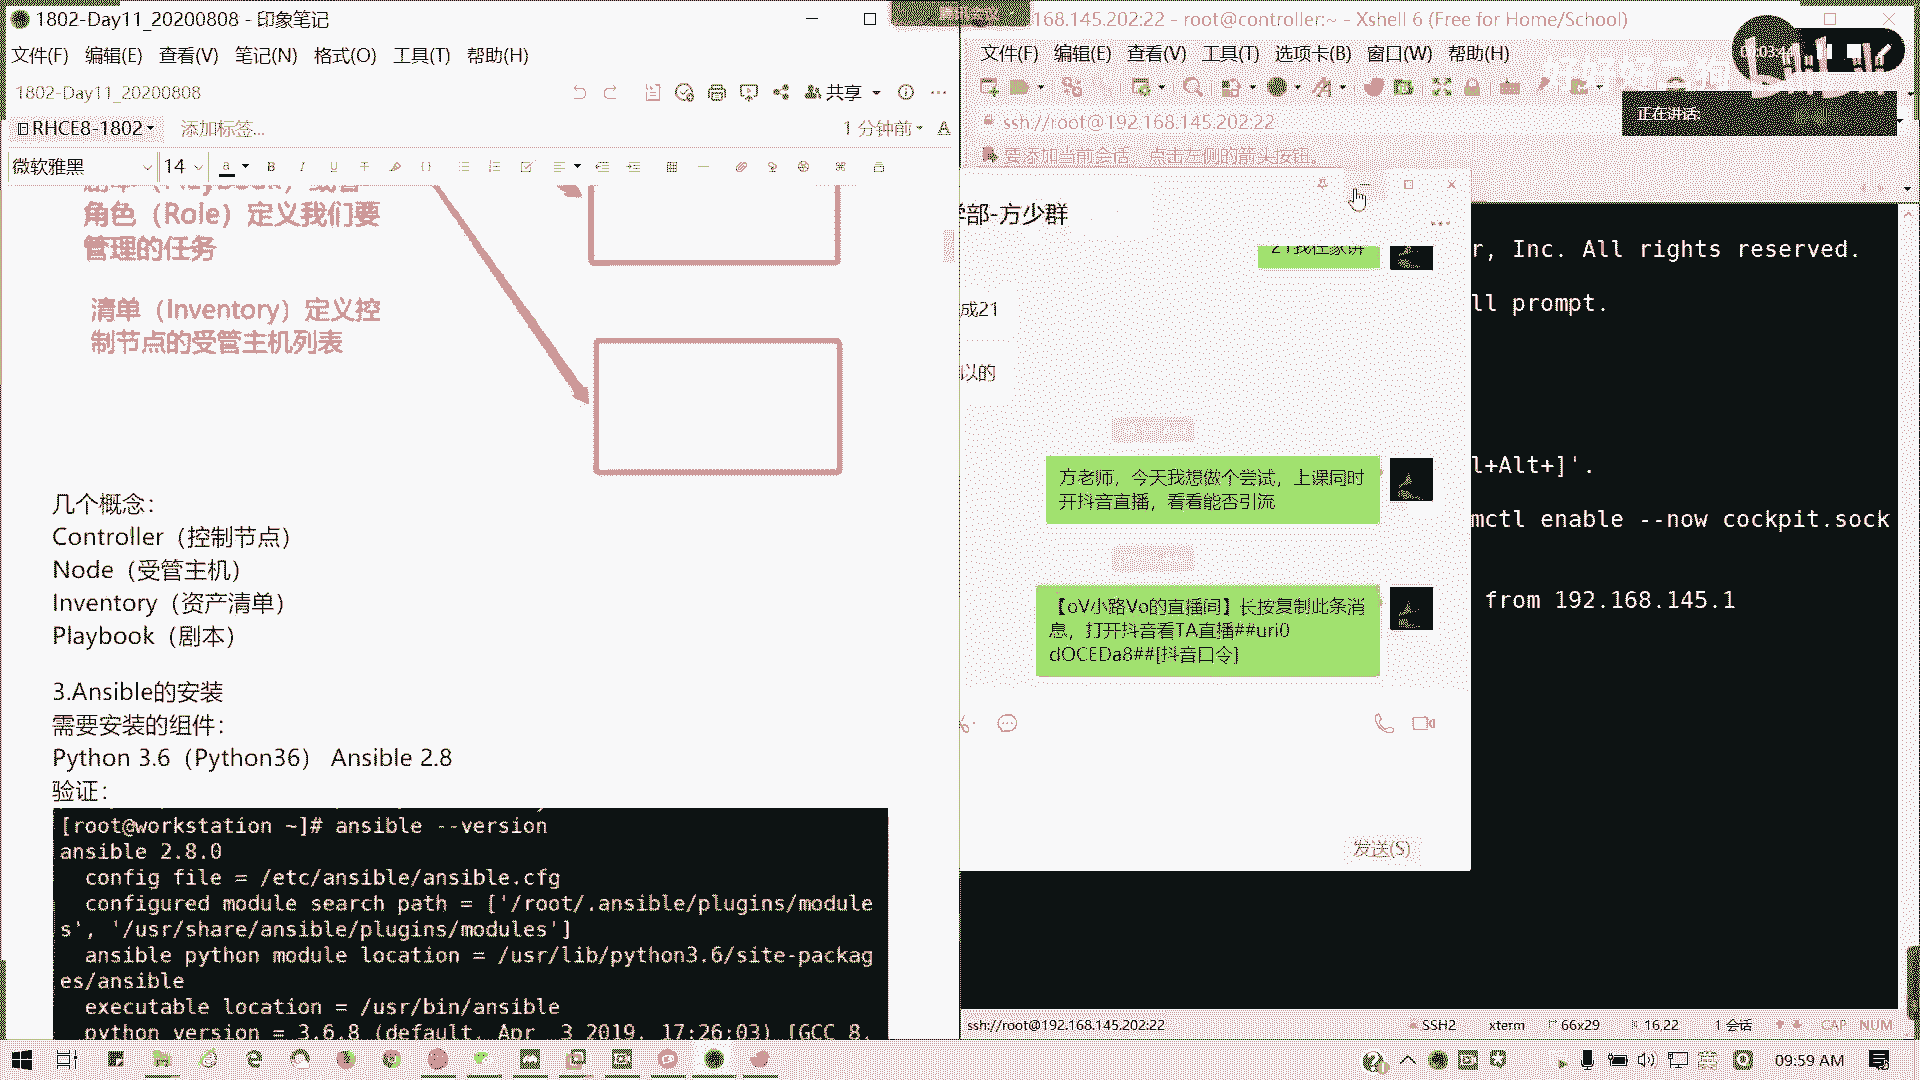 1802-Day11_20200808 - 印象笔记
文件(F) 编辑(E) 查看(V) 笔记(N) 格式(O) 工具(T) 帮助(H)
1802-Day11_20200808
共享
RHCE8-1802
添加标签...
1 分钟前
微软雅黑
14
角色（Role）定义我们要
管理的任务
清单（Inventory）定义控
制节点的受管主机列表
几个概念：
Controller（控制节点）
Node（受管主机）
Inventory（资产清单）
Playbook（剧本）
3.Ansible的安装
需要安装的组件：
Python 3.6（Python36） Ansible 2.8
验证：
[root@workstation ~]# ansible --version
ansible 2.8.0
config file = /etc/ansible/ansible.cfg
configured module search path = ['/root/.ansible/plugins/module
s', '/usr/share/ansible/plugins/modules']
ansible python module location = /usr/lib/python3.6/site-packag
es/ansible
executable location = /usr/bin/ansible
python version = 3.6.8 (default, Apr 3 2019, 17:26:03) [GCC 8.
168.145.202:22 - root@controller:~ - Xshell 6 (Free for Home/School)
文件(F) 编辑(E) 查看(V) 工具(T) 选项卡(B) 窗口(W) 帮助(H)
ssh://root@192.168.145.202:22
要添加当前会话，点击左侧的箭头按钮。
正在讲话:
学部-方少群
21我在家讲
成21
以的
方老师，今天我想做个尝试，上课同时
开抖音直播，看看能否引流
【oV小路Vo的直播间】长按复制此条消
息，打开抖音看TA直播##uri0
dOCEDa8##[抖音口令]
发送(S)
r, Inc. All rights reserved.
ll prompt.
l+Alt+]'.
mctl enable --now cockpit.sock
from 192.168.145.1
ssh://root@192.168.145.202:22
SSH2
xterm
66x29
16,22
1 会话
CAP NUM
09:59 AM